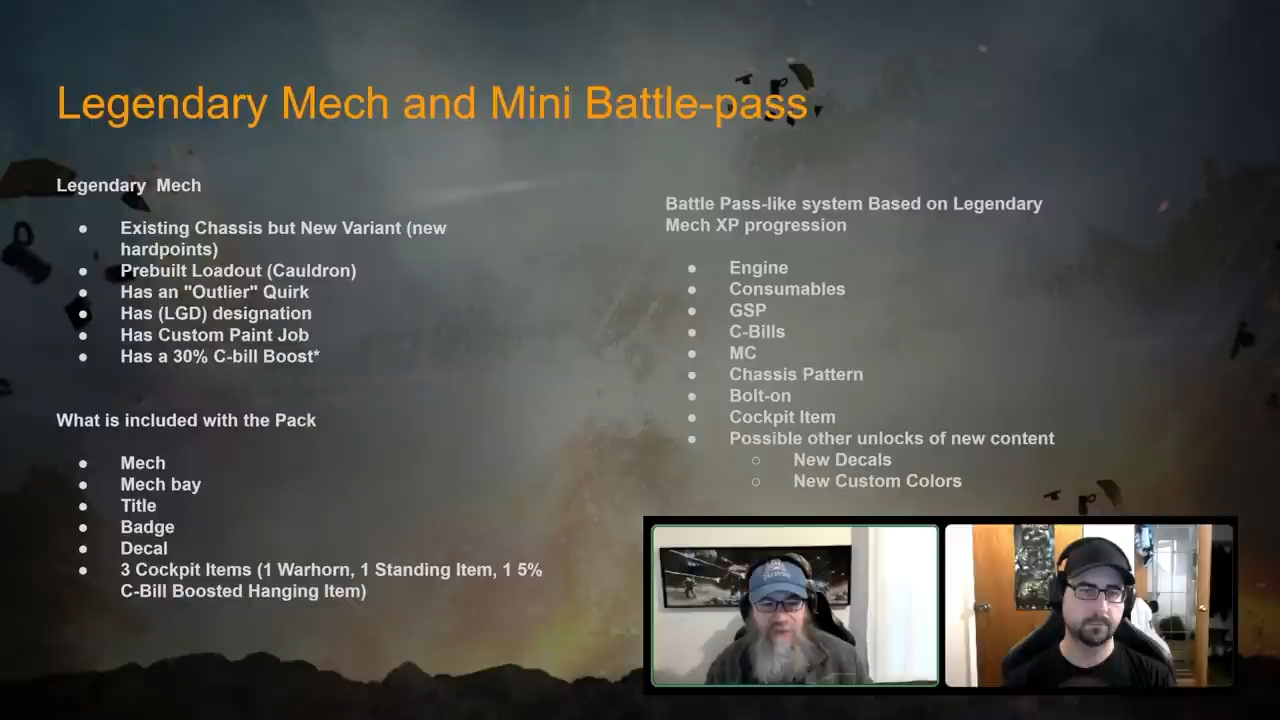 Legendary Mech and Mini Battle-pass
Legendary Mech
● Existing Chassis but New Variant (new
hardpoints)
● Prebuilt Loadout (Cauldron)
● Has an "Outlier" Quirk
● Has (LGD) designation
● Has Custom Paint Job
● Has a 30% C-bill Boost*
What is included with the Pack
● Mech
● Mech bay
● Title
● Badge
● Decal
● 3 Cockpit Items (1 Warhorn, 1 Standing Item, 1 5%
C-Bill Boosted Hanging Item)
Battle Pass-like system Based on Legendary
Mech XP progression
● Engine
● Consumables
● GSP
● C-Bills
● MC
● Chassis Pattern
● Bolt-on
● Cockpit Item
● Possible other unlocks of new content
○ New Decals
○ New Custom Colors